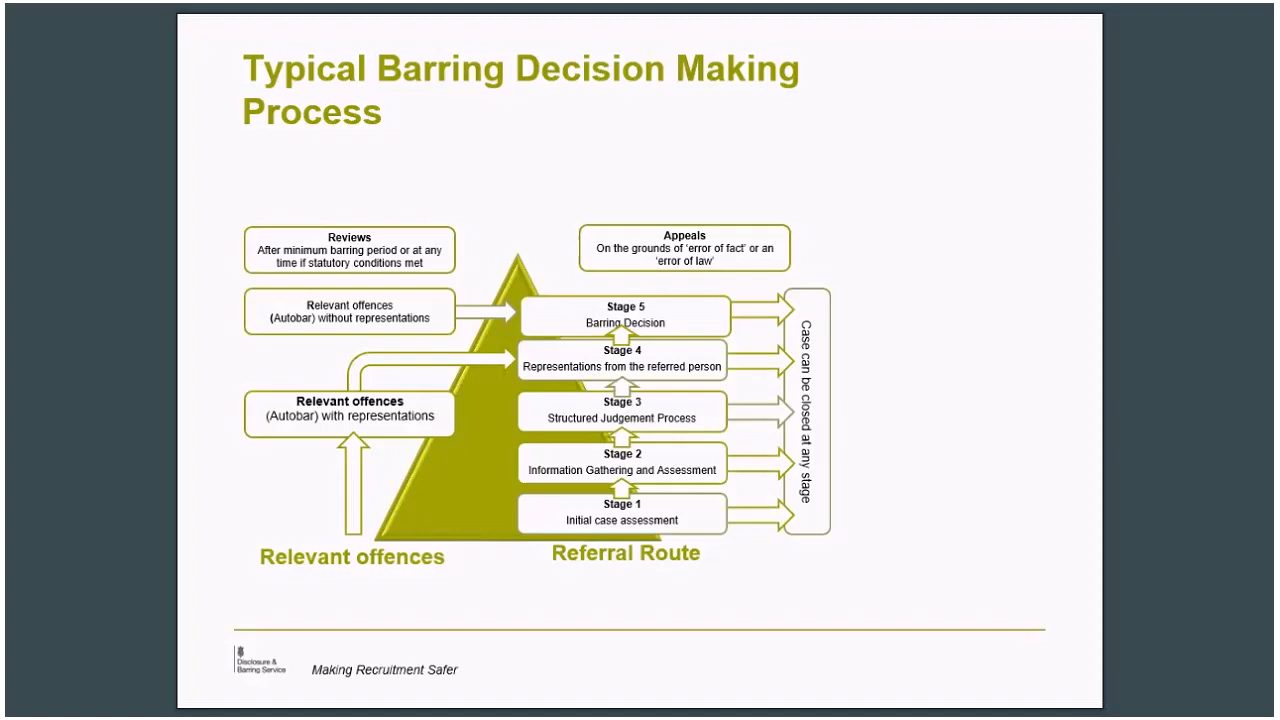 Typical Barring Decision Making
Process
Reviews
After minimum barring period or at any
time if statutory conditions met
Appeals
On the grounds of 'error of fact' or an
'error of law'
Relevant offences
(Autobar) without representations
Stage 5
Barring Decision
Stage 4
Representations from the referred person
Relevant offences
(Autobar) with representations
Stage 3
Structured Judgement Process
Stage 2
Information Gathering and Assessment
Stage 1
Initial case assessment
Case can be closed at any stage
Relevant offences
Referral Route
Disclosure &
Barring Service
Making Recruitment Safer